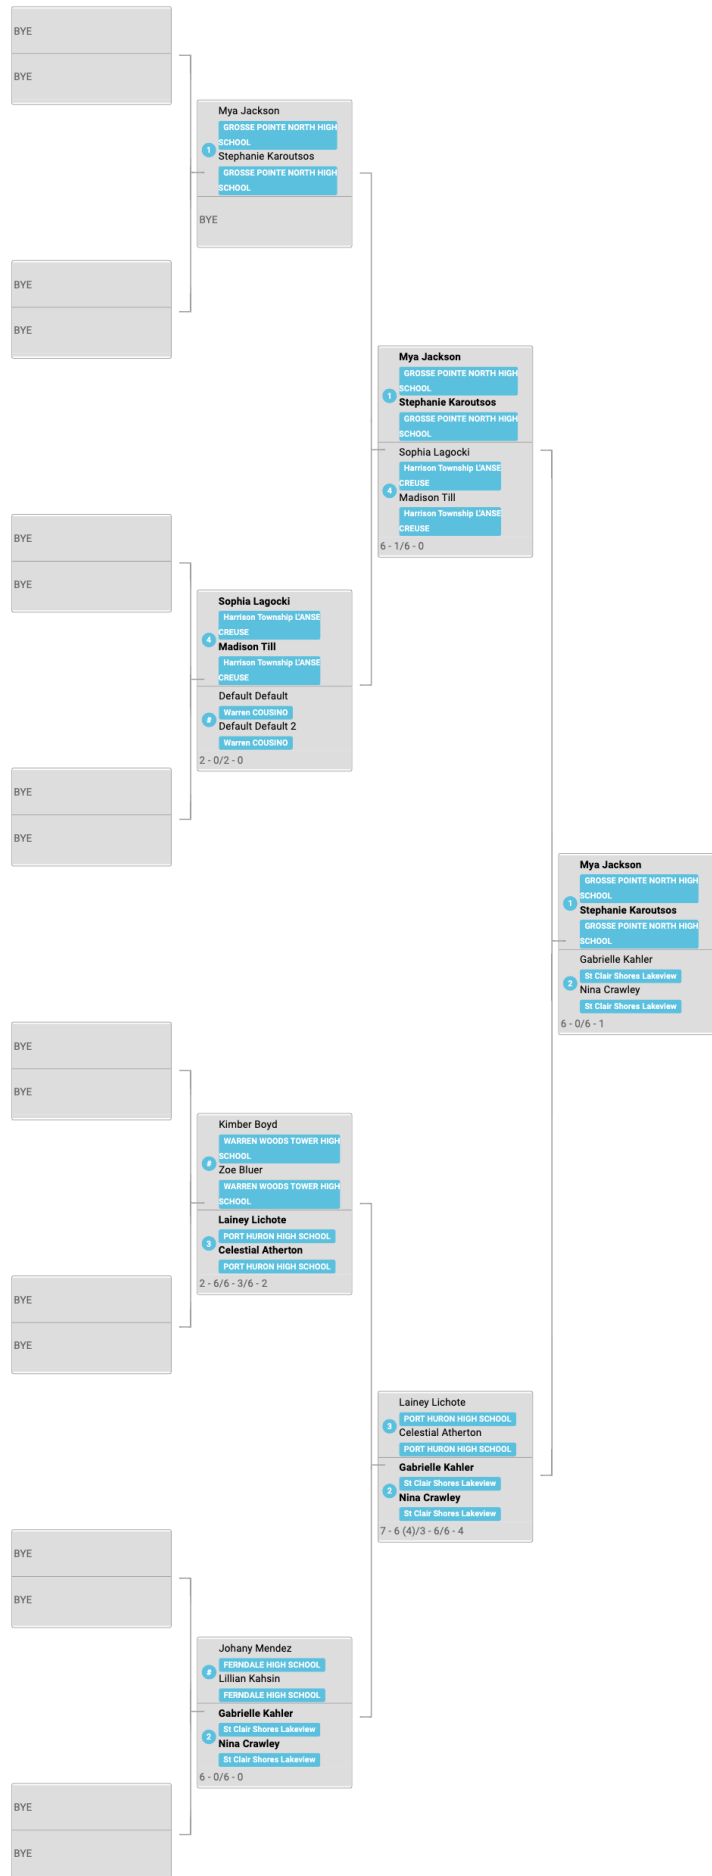 BYE
BYE
Mya Jackson
GROSSE POINTE NORTH HIGH
SCHOOL
1
Stephanie Karoutsos
GROSSE POINTE NORTH HIGH
SCHOOL
BYE
BYE
BYE
Mya Jackson
GROSSE POINTE NORTH HIGH
SCHOOL
1
Stephanie Karoutsos
GROSSE POINTE NORTH HIGH
SCHOOL
Sophia Lagocki
Harrison Township L'ANSE
CREUSE
4
Madison Till
Harrison Township L'ANSE
CREUSE
6 - 1/6 - 0
BYE
BYE
Sophia Lagocki
Harrison Township L'ANSE
CREUSE
4
Madison Till
Harrison Township L'ANSE
CREUSE
Default Default
Warren COUSINO
#
Default Default 2
Warren COUSINO
2 - 0/2 - 0
BYE
BYE
Mya Jackson
GROSSE POINTE NORTH HIGH
SCHOOL
1
Stephanie Karoutsos
GROSSE POINTE NORTH HIGH
SCHOOL
Gabrielle Kahler
St Clair Shores Lakeview
2
Nina Crawley
St Clair Shores Lakeview
6 - 0/6 - 1
BYE
BYE
Kimber Boyd
WARREN WOODS TOWER HIGH
SCHOOL
#
Zoe Bluer
WARREN WOODS TOWER HIGH
SCHOOL
Lainey Lichote
PORT HURON HIGH SCHOOL
3
Celestial Atherton
PORT HURON HIGH SCHOOL
2 - 6/6 - 3/6 - 2
BYE
BYE
Lainey Lichote
PORT HURON HIGH SCHOOL
3
Celestial Atherton
PORT HURON HIGH SCHOOL
Gabrielle Kahler
St Clair Shores Lakeview
2
Nina Crawley
St Clair Shores Lakeview
7 - 6 (4)/3 - 6/6 - 4
BYE
BYE
Johany Mendez
FERNDALE HIGH SCHOOL
#
Lillian Kahsin
FERNDALE HIGH SCHOOL
Gabrielle Kahler
St Clair Shores Lakeview
2
Nina Crawley
St Clair Shores Lakeview
6 - 0/6 - 0
BYE
BYE